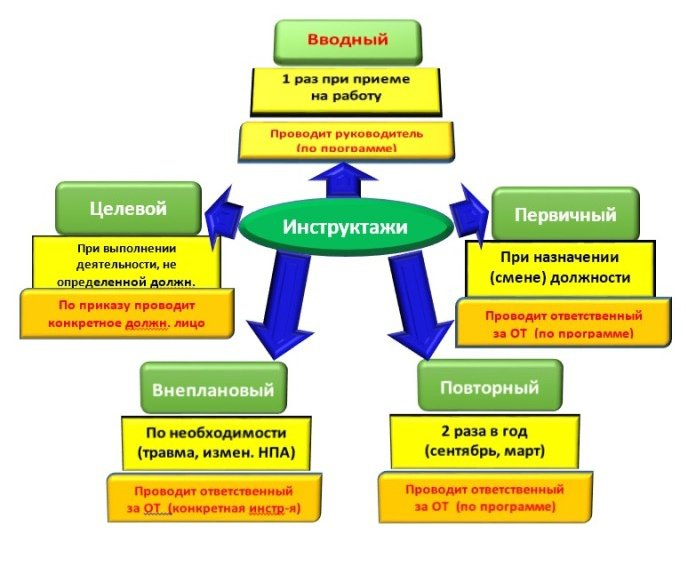 Вводный
1 раз при приеме
на работу
Проводит руководитель
(по программе)
Инструктажи
Целевой
При выполнении
деятельности, не
определенной должн.
По приказу проводит
конкретное должн. лицо
Первичный
При назначении
(смене) должности
Проводит ответственный
за ОТ (по программе)
Внеплановый
По необходимости
(травма, измен. НПА)
Проводит ответственный
за ОТ (конкретная инстр-я)
Повторный
2 раза в год
(сентябрь, март)
Проводит ответственный
за ОТ (по программе)